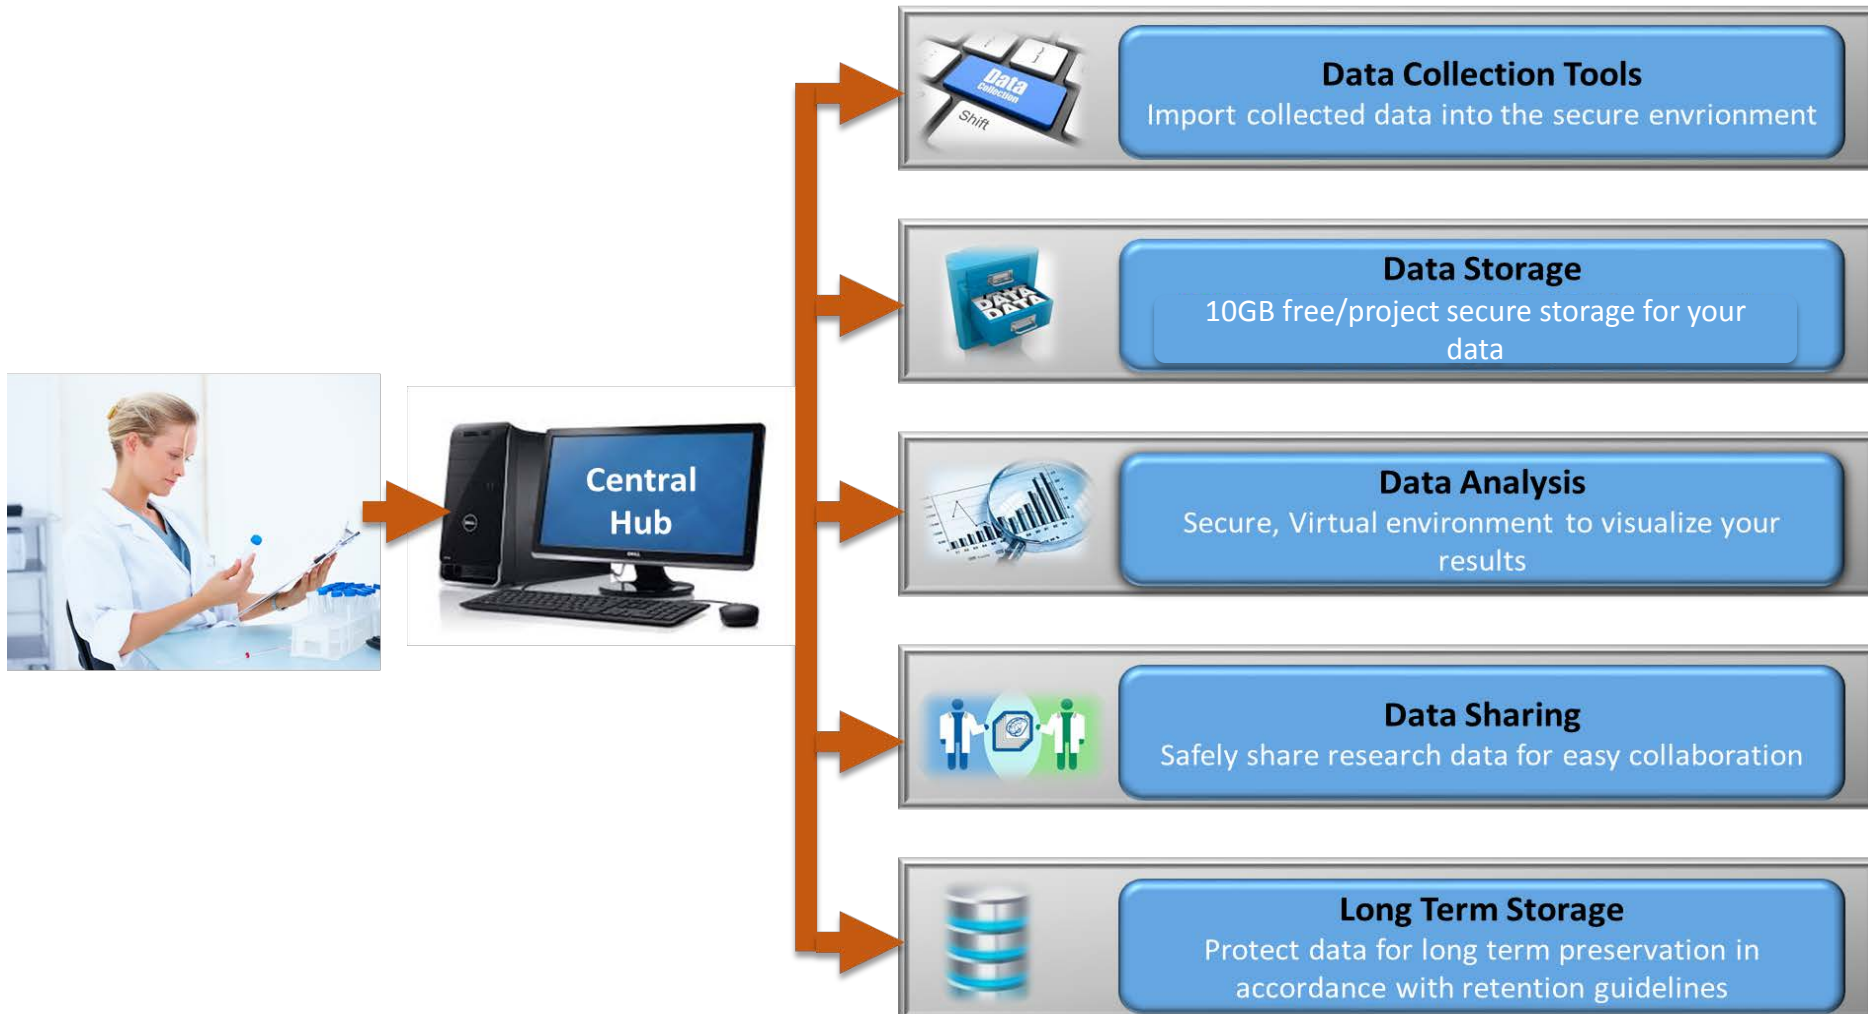 Data
Collection
Shift
Data Collection Tools
Import collected data into the secure envrionment
DATA
DATA
Data Storage
10GB free/project secure storage for your
data
Central
Hub
DELL
Data Analysis
Secure, Virtual environment to visualize your
results
Data Sharing
Safely share research data for easy collaboration
Long Term Storage
Protect data for long term preservation in
accordance with retention guidelines